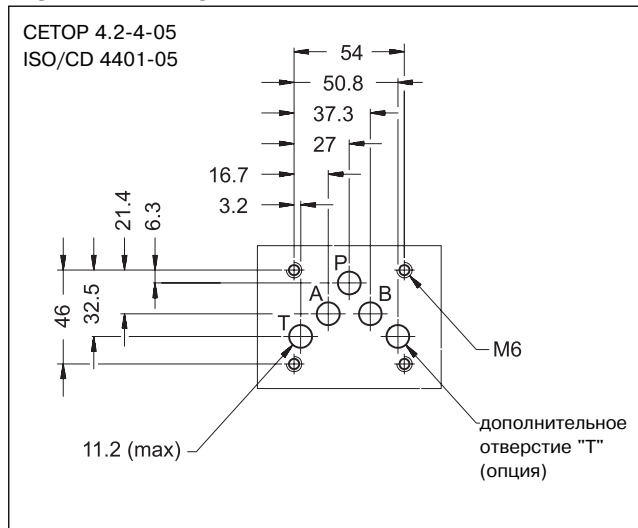 CETOP 4.2-4-05
ISO/CD 4401-05
54
50.8
37.3
27
16.7
3.2
21.4
6.3
46
32.5
P
A
B
T
M6
11.2 (max)
дополнительное
отверстие "Т"
(опция)